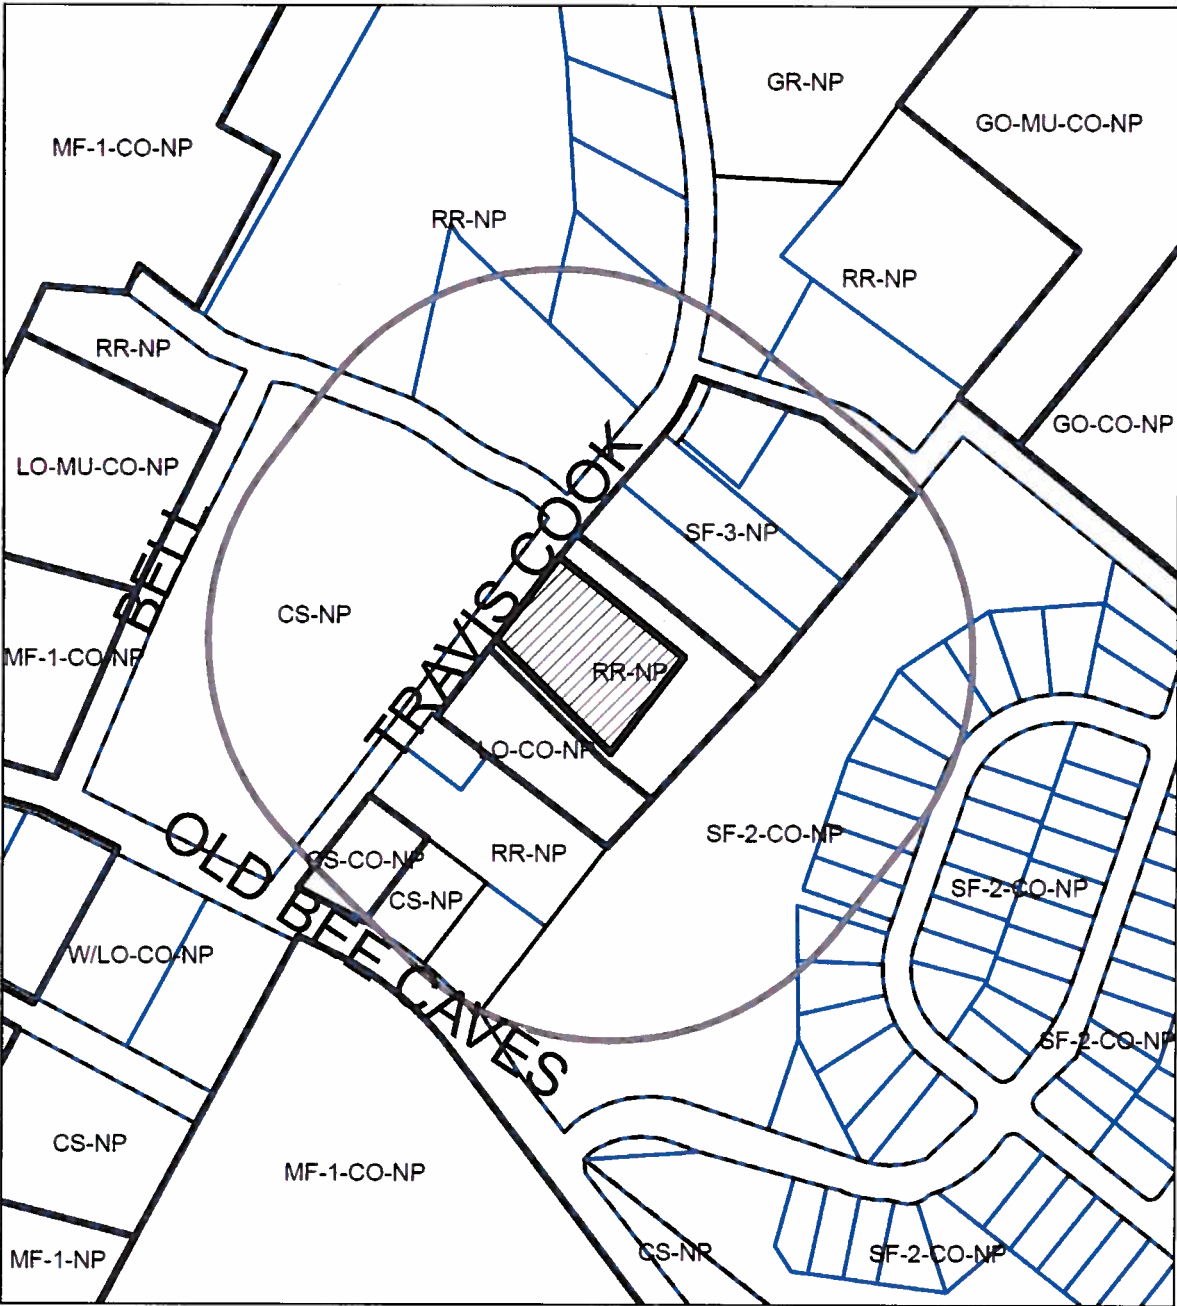 GR-NP
GO-MU-CO-NP
MF-1-CO-NP
RR-NP
RR-NP
RR-NP
GO-CO-NP
LO-MU-CO-NP
BELL
TRAVIS COOK
SF-3-NP
CS-NP
MF-1-CO-NP
RR-NP
LO-CO-NP
SF-2-CO-NP
OLD BEE CAVES
CS-CO-NP
RR-NP
CS-NP
SF-2-CO-NP
W/LO-CO-NP
SF-2-CO-NP
CS-NP
MF-1-CO-NP
MF-1-NP
CS-NP
SF-2-CO-NP